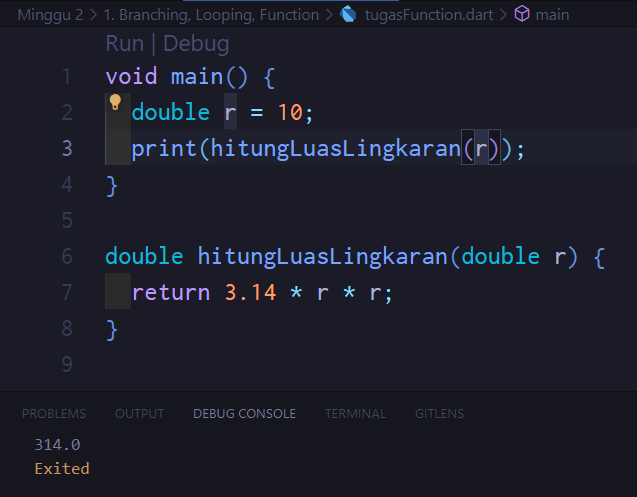 Minggu 2 > 1. Branching, Looping, Function > tugasFunction.dart > main
Run | Debug
1 void main() {
2 double r = 10;
3 print(hitungLuasLingkaran(r));
4 }
5
6 double hitungLuasLingkaran(double r) {
7 return 3.14 * r * r;
8 }
9
PROBLEMS OUTPUT DEBUG CONSOLE TERMINAL GITLENS
314.0
Exited